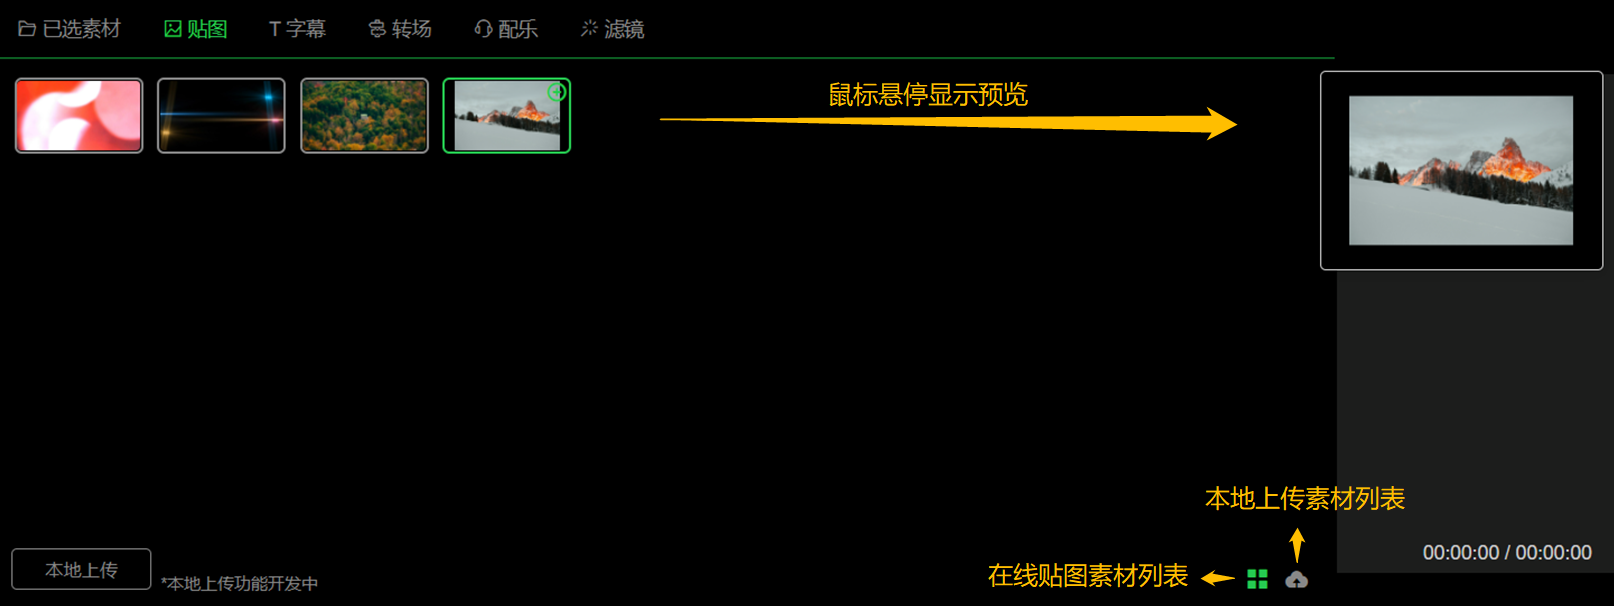 已选素材 贴图 T 字幕 转场 配乐 滤镜
鼠标悬停显示预览
本地上传素材列表
00:00:00 / 00:00:00
在线贴图素材列表
本地上传
*本地上传功能开发中